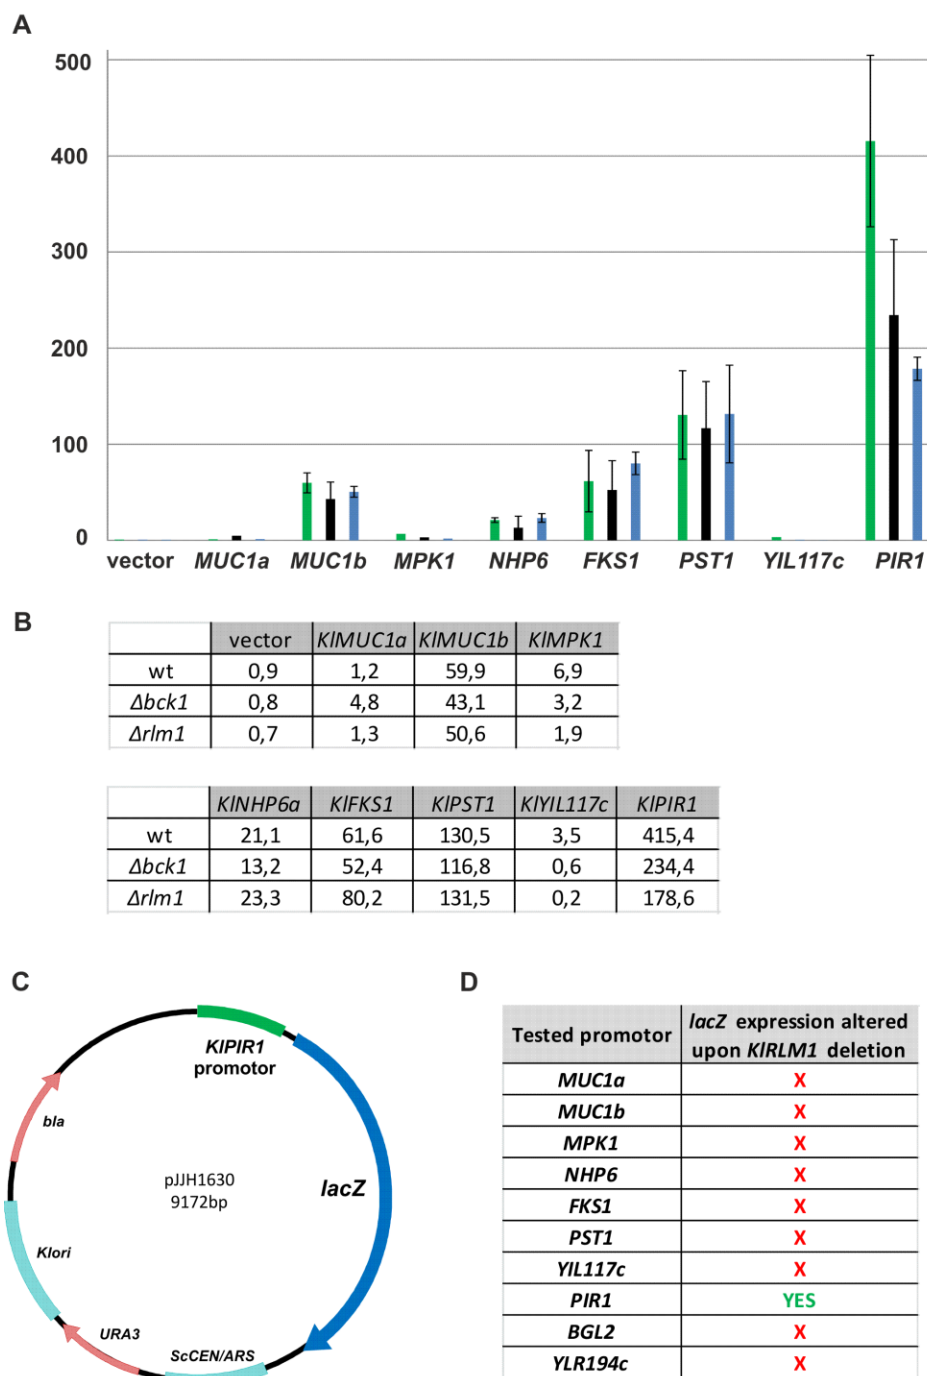 A
500
400
300
200
100
0
vector MUC1a MUC1b MPK1 NHP6 FKS1 PST1 YIL117c PIR1
B
vector KlMUC1a KlMUC1b KlMPK1
wt 0,9 1,2 59,9 6,9
Δbck1 0,8 4,8 43,1 3,2
Δrlm1 0,7 1,3 50,6 1,9
KlNHP6a KlFKS1 KlPST1 KlYIL117c KlPIR1
wt 21,1 61,6 130,5 3,5 415,4
Δbck1 13,2 52,4 116,8 0,6 234,4
Δrlm1 23,3 80,2 131,5 0,2 178,6
C
KlPIR1
promotor
bla
pJJH1630
9172bp
lacZ
Klori
URA3
ScCEN/ARS
D
Tested promotor lacZ expression altered
upon KlRLM1 deletion
MUC1a X
MUC1b X
MPK1 X
NHP6 X
FKS1 X
PST1 X
YIL117c X
PIR1 YES
BGL2 X
YLR194c X